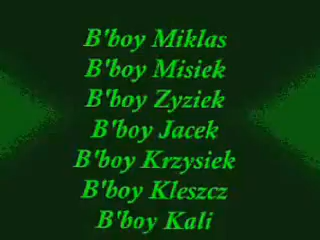 B'boy Miklas
B'boy Misiek
B'boy Zyziek
B'boy Jacek
B'boy Krzysiek
B'boy Kleszcz
B'boy Kali